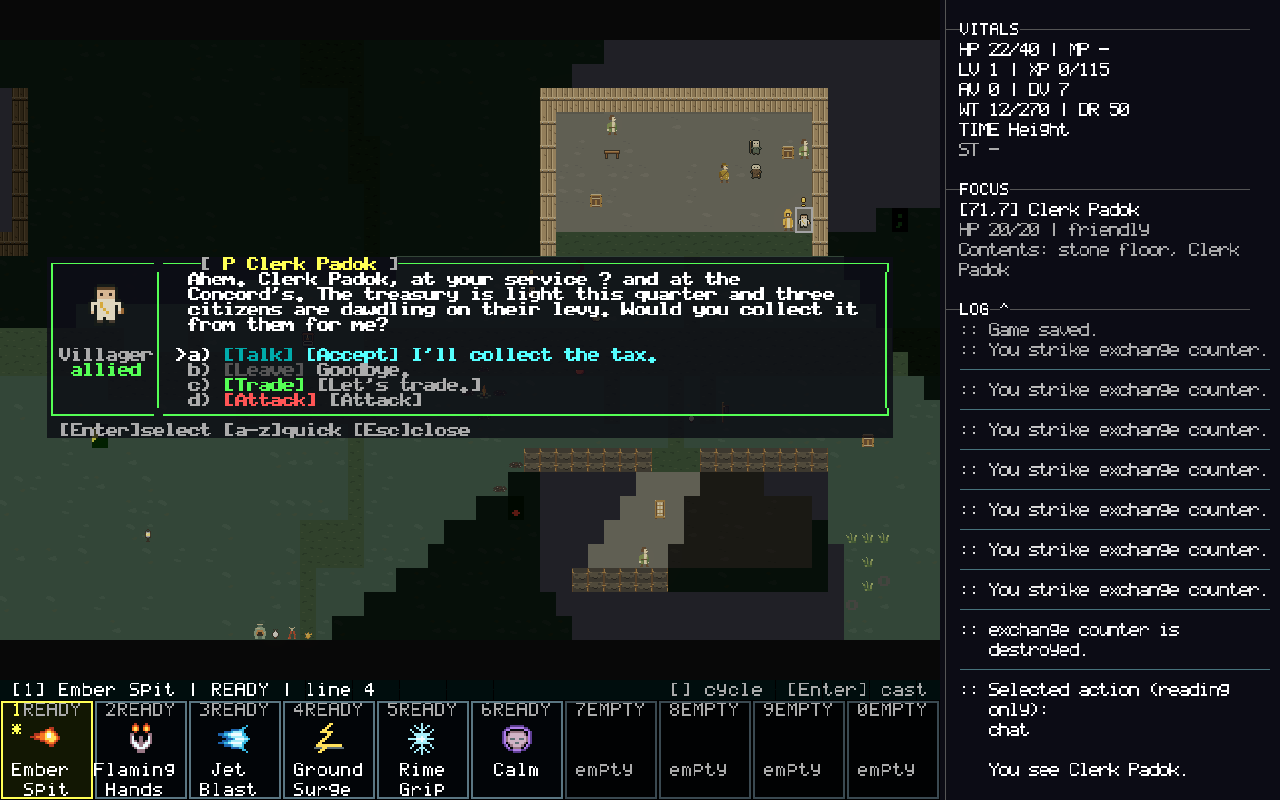 VITALS
HP 22/40 | MP -
LV 1 | XP 0/115
AV 0 | DV 7
WT 12/270 | DR 50
TIME Height
ST -
FOCUS
[71,7] Clerk Padok
HP 20/20 | friendly
Contents: stone floor, Clerk
Padok
LOG ^
:: Game saved.
:: You strike exchange counter.
:: You strike exchange counter.
:: You strike exchange counter.
:: You strike exchange counter.
:: You strike exchange counter.
:: You strike exchange counter.
:: You strike exchange counter.
:: exchange counter is
destroyed.
:: Selected action (reading
only):
chat
You see Clerk Padok.
[ P Clerk Padok ]
Ahem. Clerk Padok, at your service ? and at the
Concord's. The treasury is light this quarter and three
citizens are dawdling on their levy. Would you collect it
from them for me?
Villager
allied
>a) [Talk] [Accept] I'll collect the tax.
b) [Leave] Goodbye.
c) [Trade] [Let's trade.]
d) [Attack] [Attack]
[Enter]select [a-z]quick [Esc]close
[1] Ember Spit | READY | line 4
[] cycle [Enter] cast
1READY 2READY 3READY 4READY 5READY 6READY 7EMPTY 8EMPTY 9EMPTY 0EMPTY
*
Ember Spit
Flaming Hands
Jet Blast
Ground Surge
Rime Grip
Calm
empty
empty
empty
empty